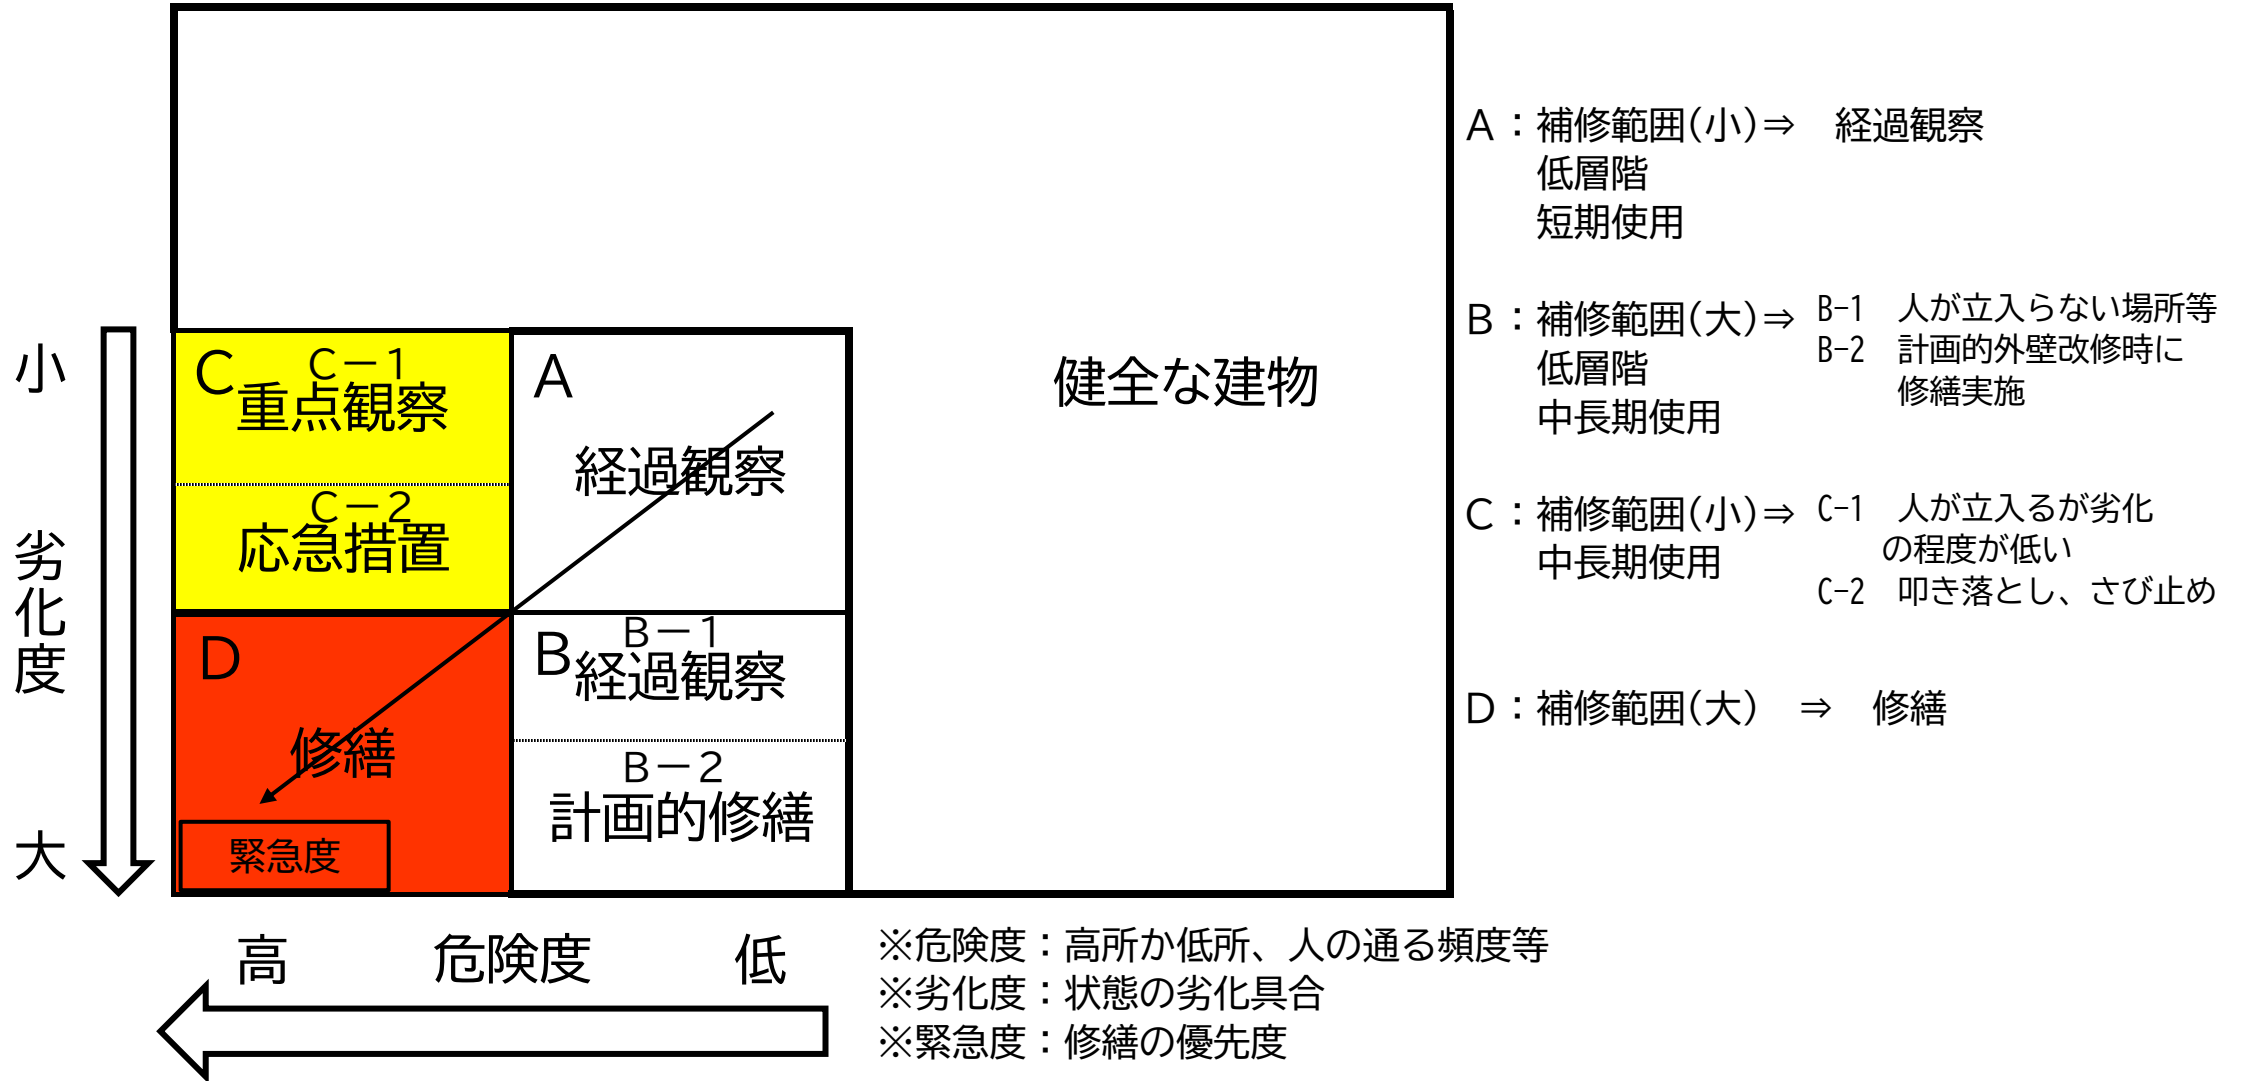 小
劣化度
大
C
C－1
重点観察
C－2
応急措置
A
経過観察
D
修繕
緊急度
B
B－1
経過観察
B－2
計画的修繕
健全な建物
高　危険度　低
※危険度：高所か低所、人の通る頻度等
※劣化度：状態の劣化具合
※緊急度：修繕の優先度
A：補修範囲(小)⇒　経過観察
低層階
短期使用
B：補修範囲(大)⇒
低層階
中長期使用
B-1　人が立入らない場所等
B-2　計画的外壁改修時に
修繕実施
C：補修範囲(小)⇒
中長期使用
C-1　人が立入るが劣化
の程度が低い
C-2　叩き落とし、さび止め
D：補修範囲(大)　⇒　修繕